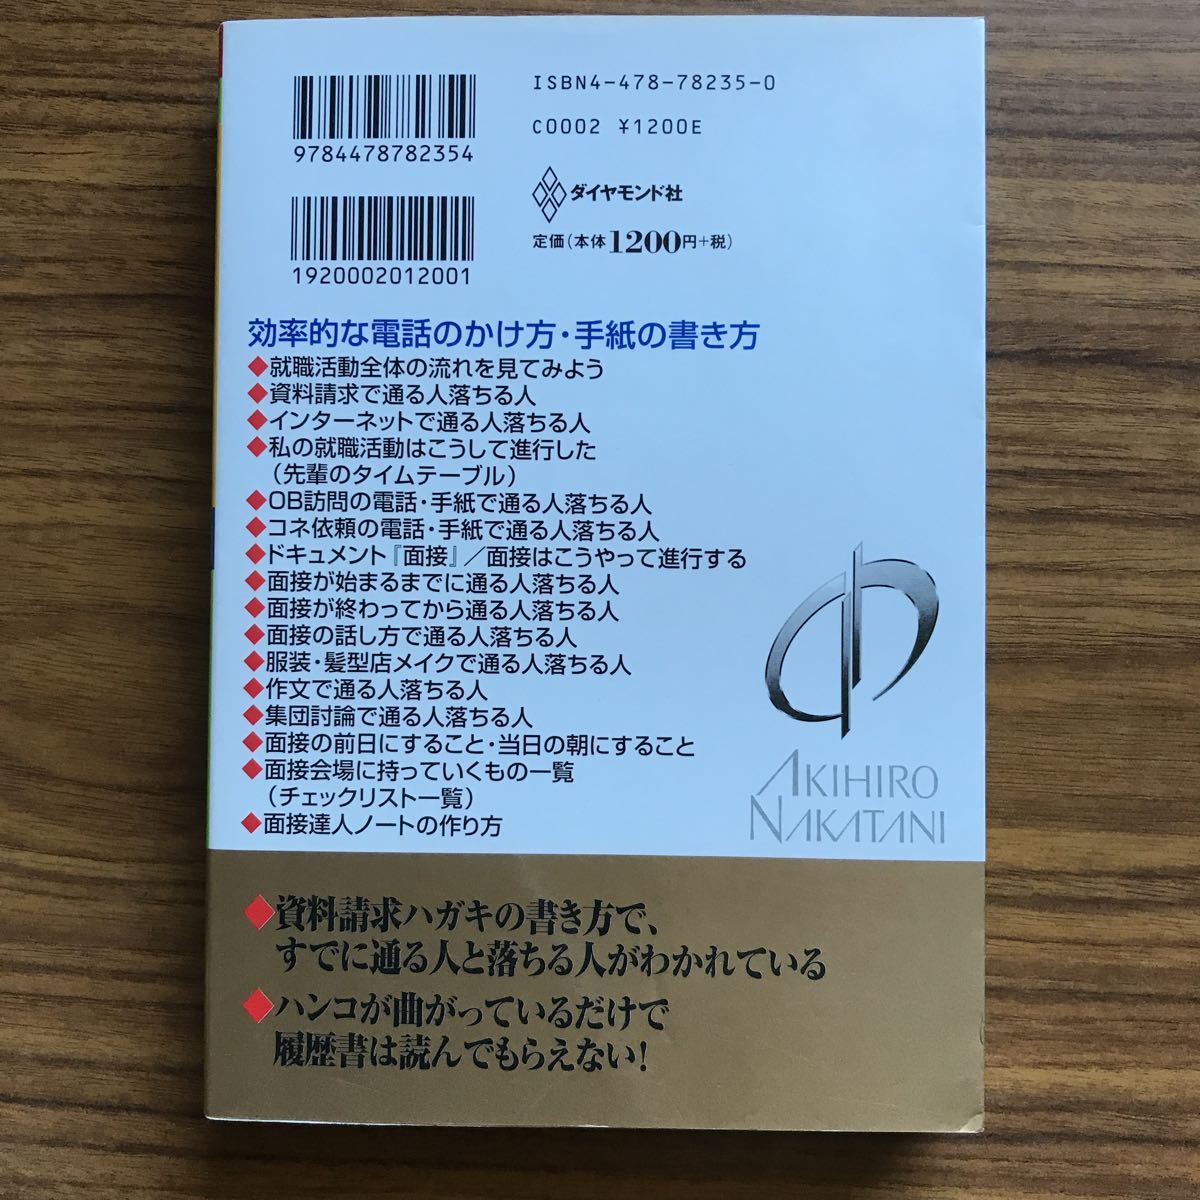 ISBN4-478-78235-0
C0002 ¥1200E
9784478782354
ダイヤモンド社
定価(本体1200円+税)
1920002012001
効率的な電話のかけ方・手紙の書き方
◆就職活動全体の流れを見てみよう
◆資料請求で通る人落ちる人
◆インターネットで通る人落ちる人
◆私の就職活動はこうして進行した
(先輩のタイムテーブル)
◆OB訪問の電話・手紙で通る人落ちる人
◆コネ依頼の電話・手紙で通る人落ちる人
◆ドキュメント『面接』/面接はこうやって進行する
◆面接が始まるまでに通る人落ちる人
◆面接が終わってから通る人落ちる人
◆面接の話し方で通る人落ちる人
◆服装・髪型店メイクで通る人落ちる人
◆作文で通る人落ちる人
◆集団討論で通る人落ちる人
◆面接の前日にすること・当日の朝にすること
◆面接会場に持っていくもの一覧
(チェックリスト一覧)
◆面接達人ノートの作り方
AKIHIRO
NAKATANI
◆資料請求ハガキの書き方で、
すでに通る人と落ちる人がわかれている
◆ハンコが曲がっているだけで
履歴書は読んでもらえない!